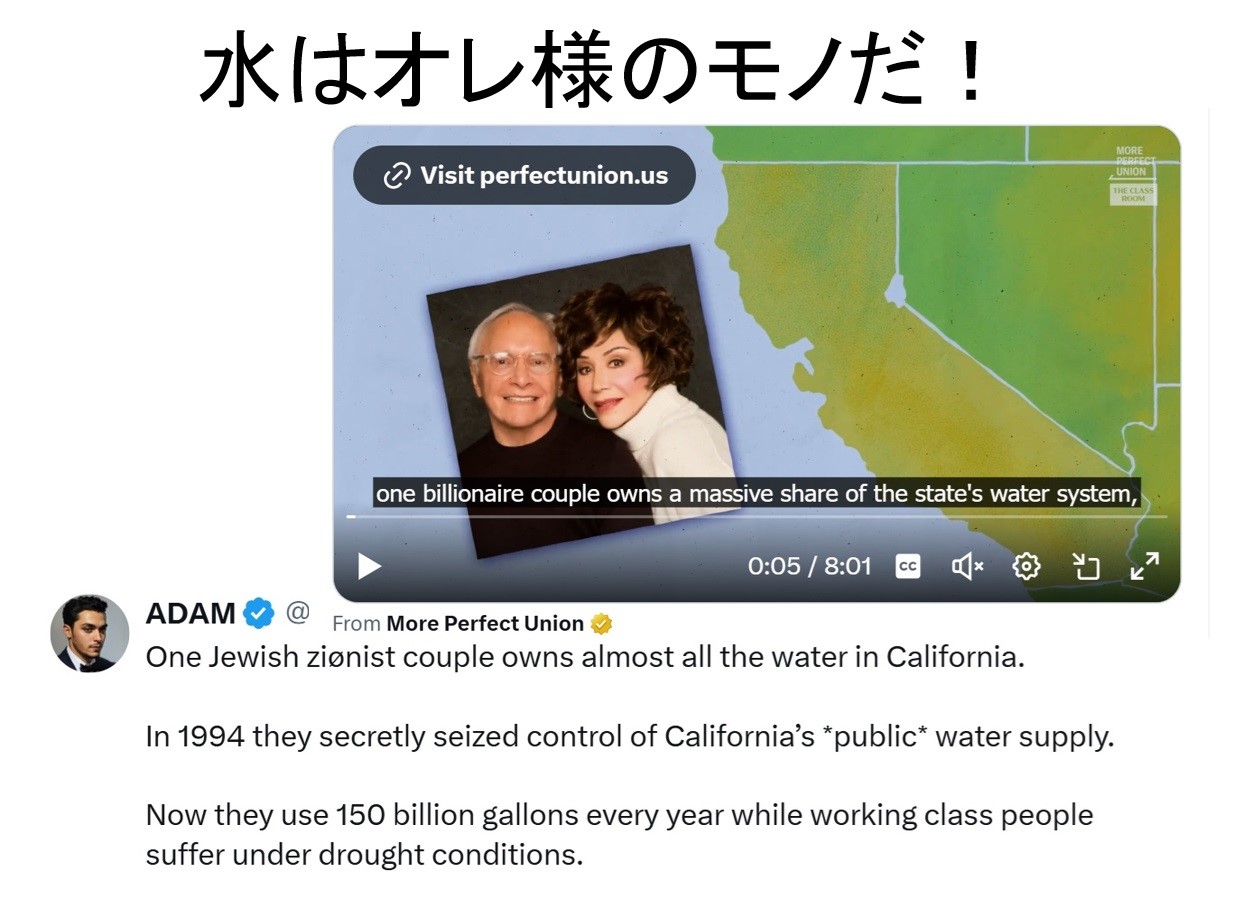 水はオレ様のモノだ！
Visit perfectunion.us
MORE
PERFECT
UNION
THE CLASS
ROOM
one billionaire couple owns a massive share of the state's water system,
0:05 / 8:01
CC
ADAM @
From More Perfect Union
One Jewish ziønist couple owns almost all the water in California.
In 1994 they secretly seized control of California’s *public* water supply.
Now they use 150 billion gallons every year while working class people
suffer under drought conditions.